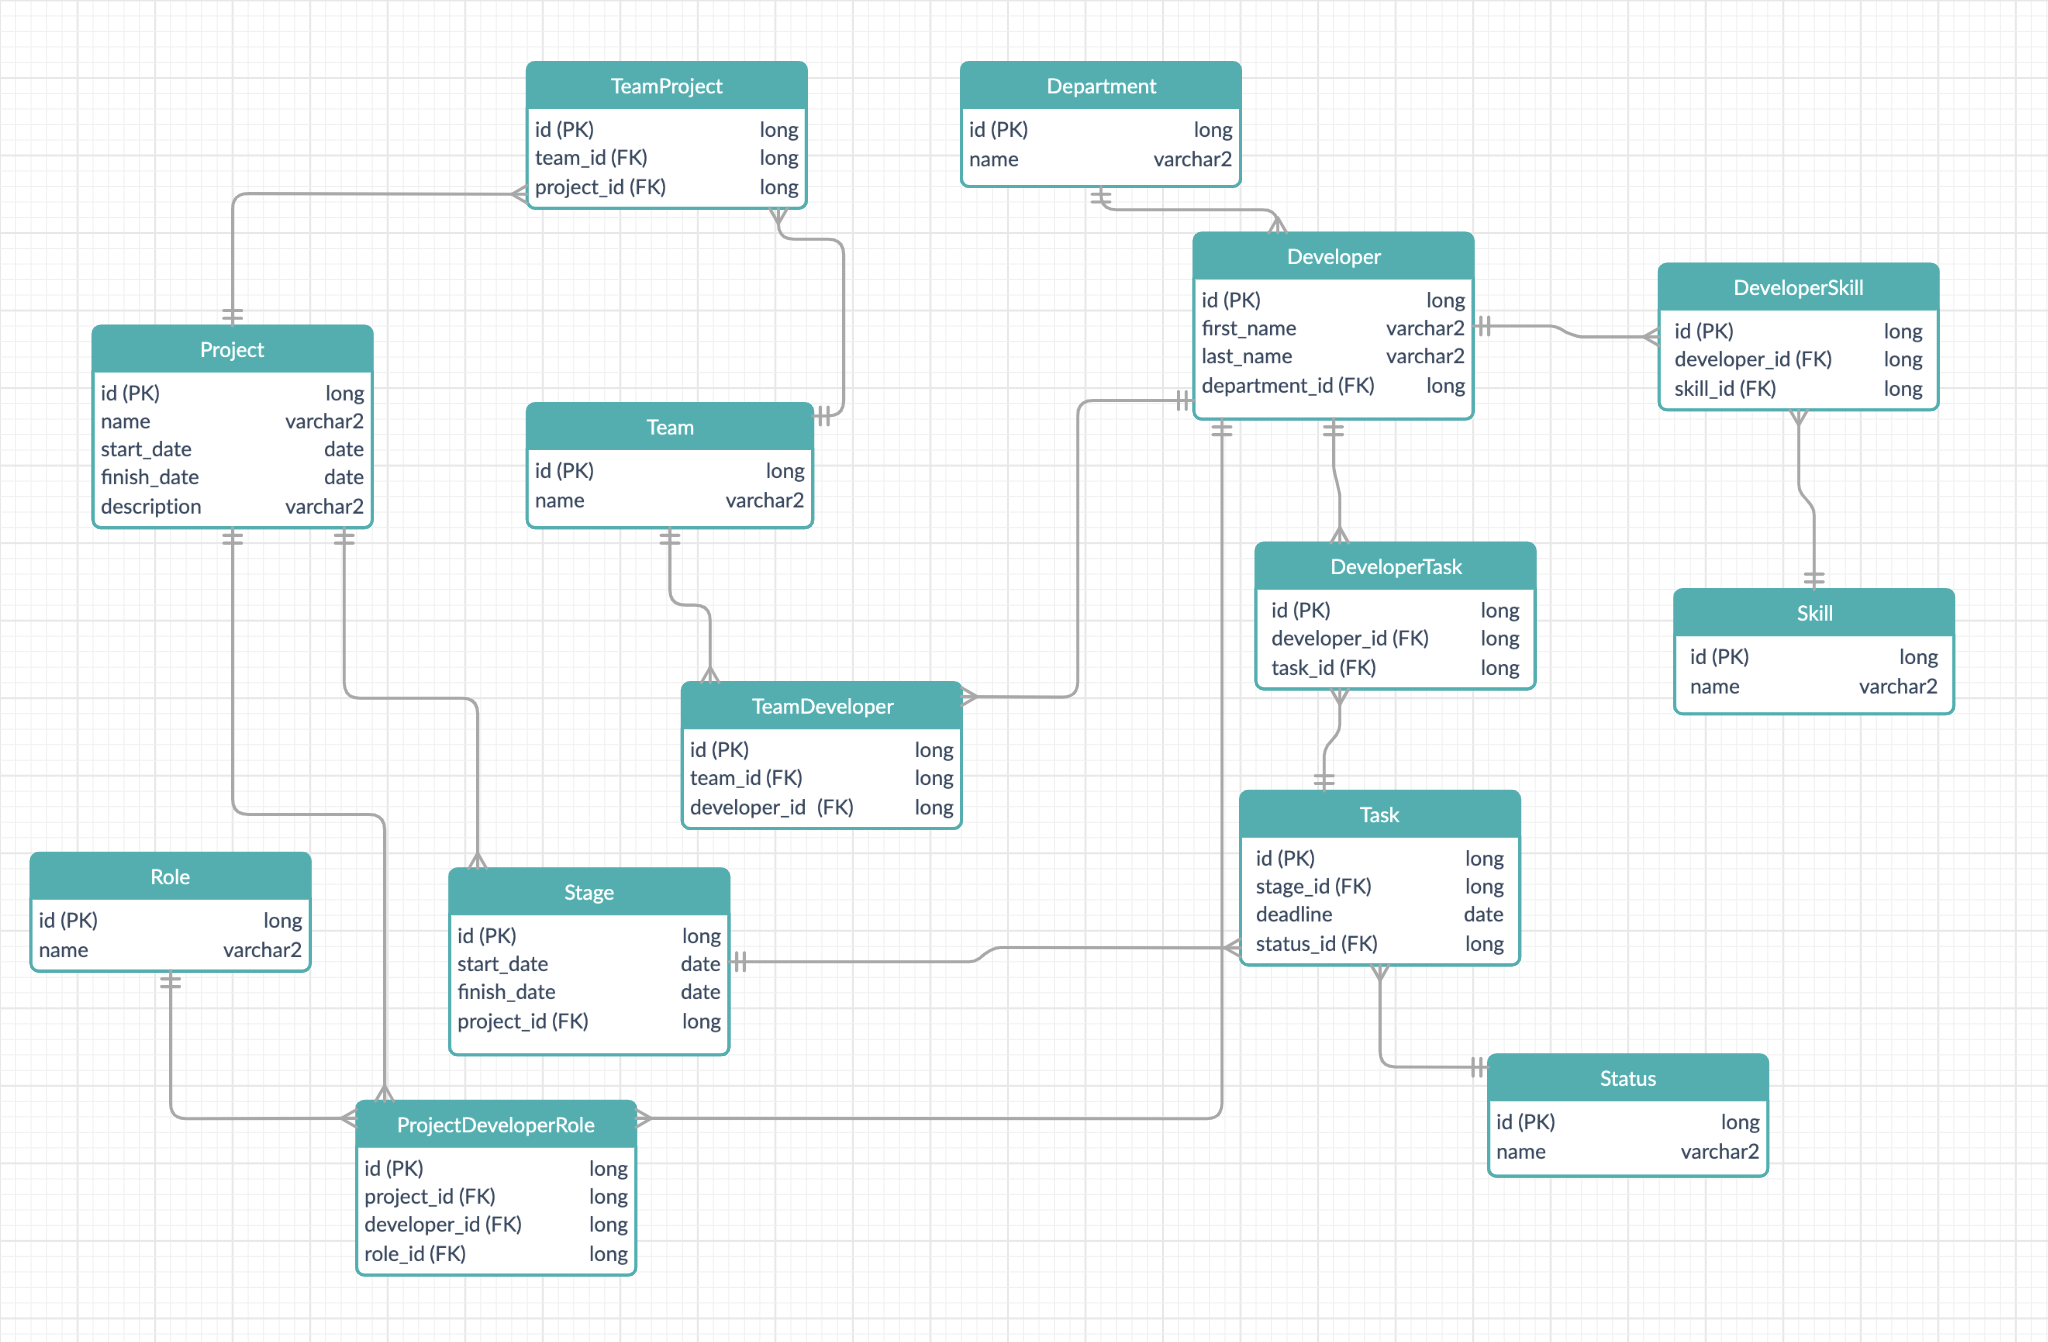 TeamProject
id (PK) long
team_id (FK) long
project_id (FK) long
Department
id (PK) long
name varchar2
Developer
id (PK) long
first_name varchar2
last_name varchar2
department_id (FK) long
DeveloperSkill
id (PK) long
developer_id (FK) long
skill_id (FK) long
Project
id (PK) long
name varchar2
start_date date
finish_date date
description varchar2
Team
id (PK) long
name varchar2
DeveloperTask
id (PK) long
developer_id (FK) long
task_id (FK) long
Skill
id (PK) long
name varchar2
TeamDeveloper
id (PK) long
team_id (FK) long
developer_id (FK) long
Task
id (PK) long
stage_id (FK) long
deadline date
status_id (FK) long
Role
id (PK) long
name varchar2
Stage
id (PK) long
start_date date
finish_date date
project_id (FK) long
Status
id (PK) long
name varchar2
ProjectDeveloperRole
id (PK) long
project_id (FK) long
developer_id (FK) long
role_id (FK) long